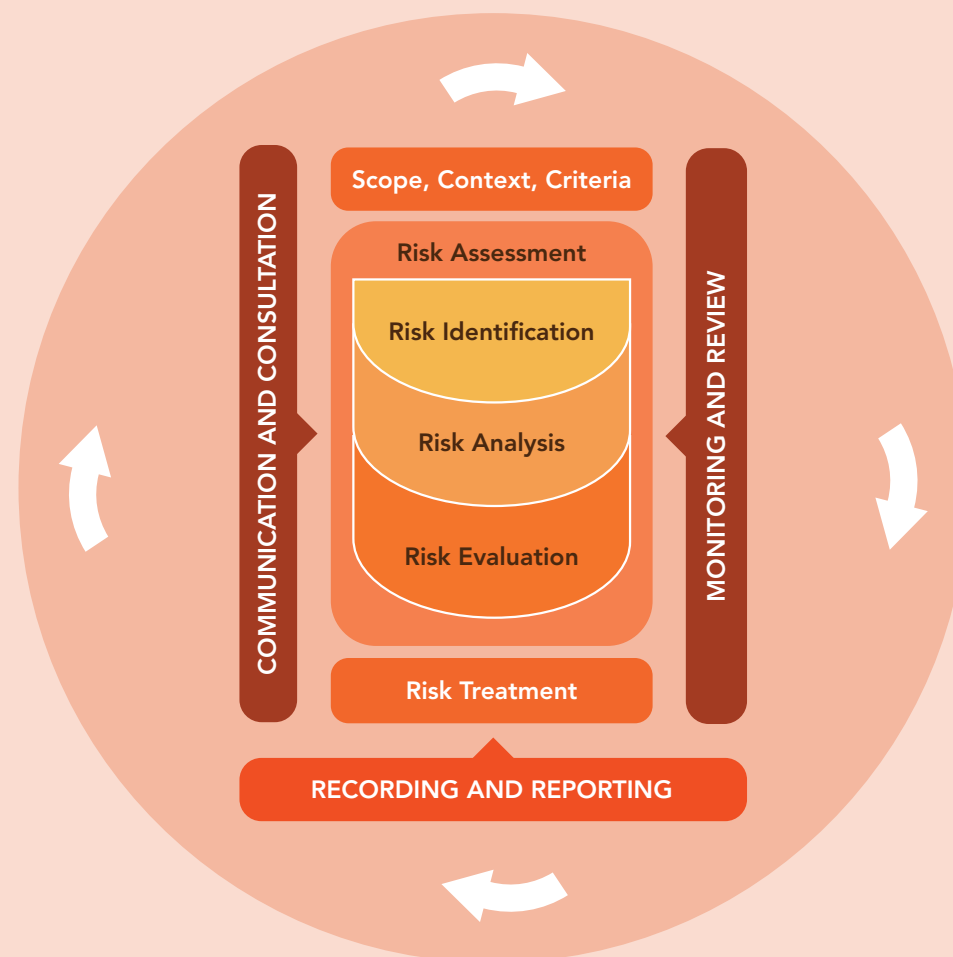 Scope, Context, Criteria
Risk Assessment
Risk Identification
Risk Analysis
Risk Evaluation
Risk Treatment
COMMUNICATION AND CONSULTATION
MONITORING AND REVIEW
RECORDING AND REPORTING